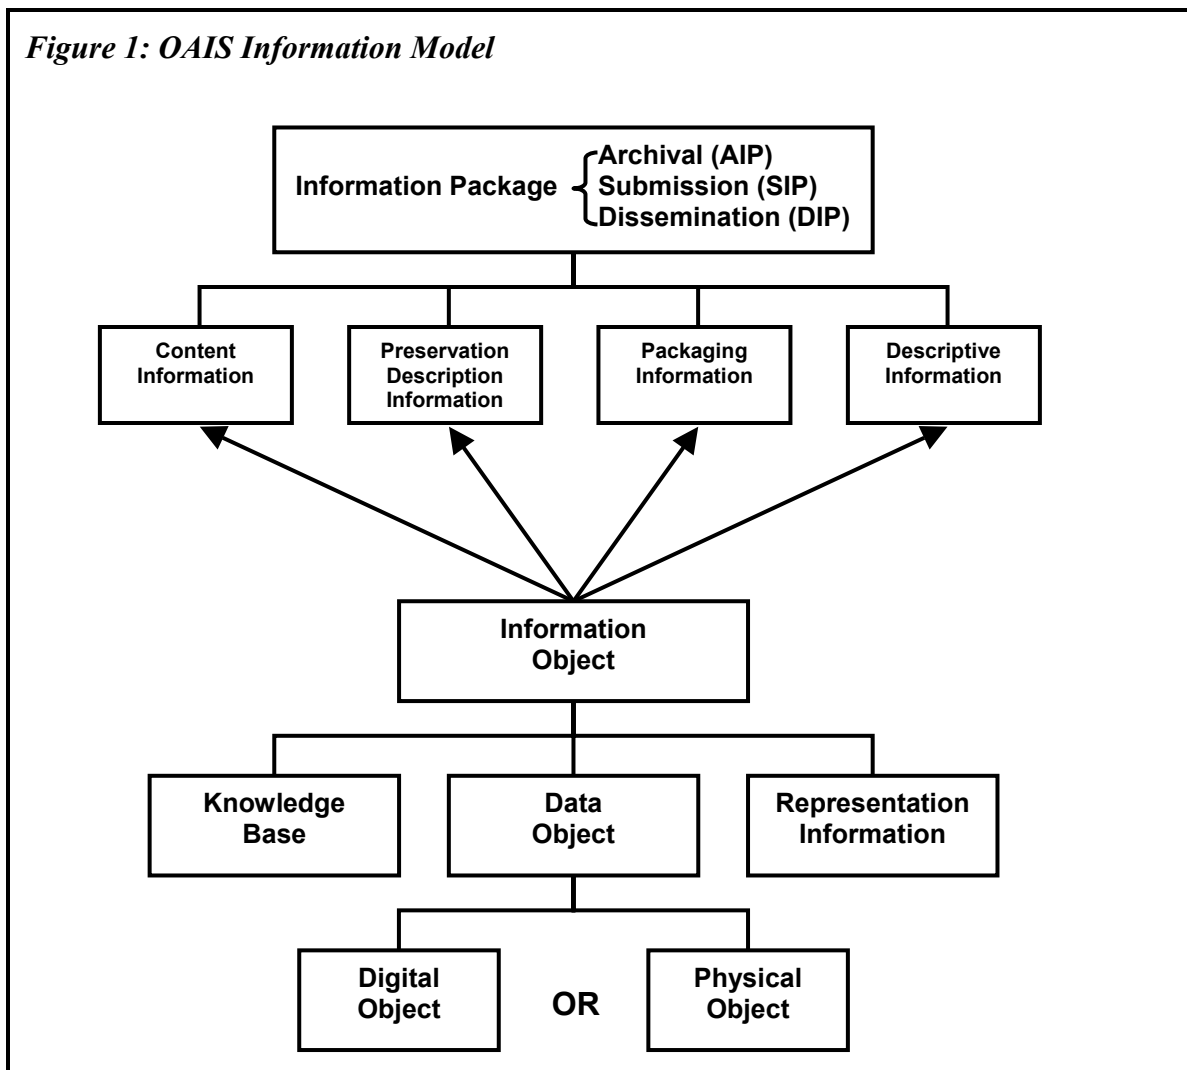 Figure 1: OAIS Information Model
Information Package
Archival (AIP)
Submission (SIP)
Dissemination (DIP)
Content
Information
Preservation
Description
Information
Packaging
Information
Descriptive
Information
Information
Object
Knowledge
Base
Data
Object
Representation
Information
Digital
Object
OR
Physical
Object